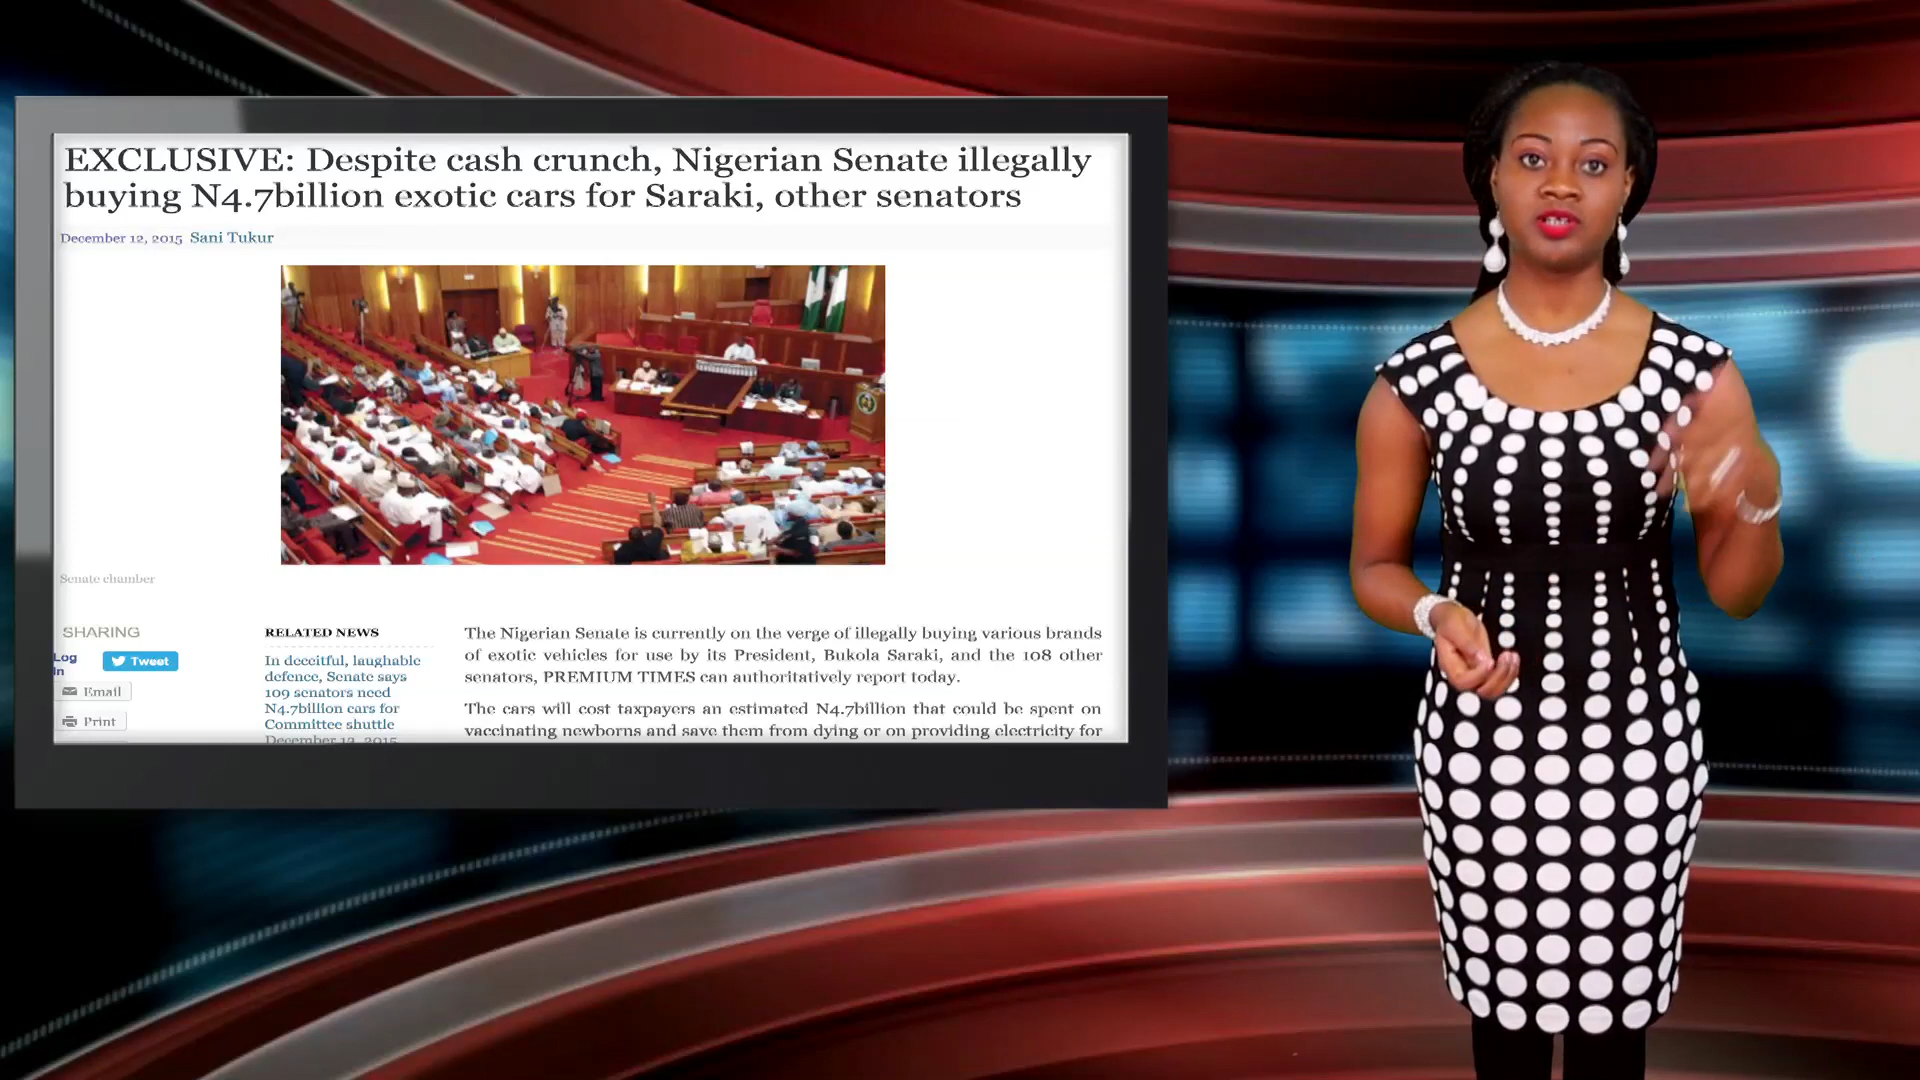 EXCLUSIVE: Despite cash crunch, Nigerian Senate illegally
buying N4.7billion exotic cars for Saraki, other senators
December 12, 2015 Sani Tukur
Senate chamber
SHARING
Log
In
Tweet
Email
Print
RELATED NEWS
In deceitful, laughable
defence, Senate says
109 senators need
N4.7billion cars for
Committee shuttle
December 13, 2015
The Nigerian Senate is currently on the verge of illegally buying various brands
of exotic vehicles for use by its President, Bukola Saraki, and the 108 other
senators, PREMIUM TIMES can authoritatively report today.
The cars will cost taxpayers an estimated N4.7billion that could be spent on
vaccinating newborns and save them from dying or on providing electricity for